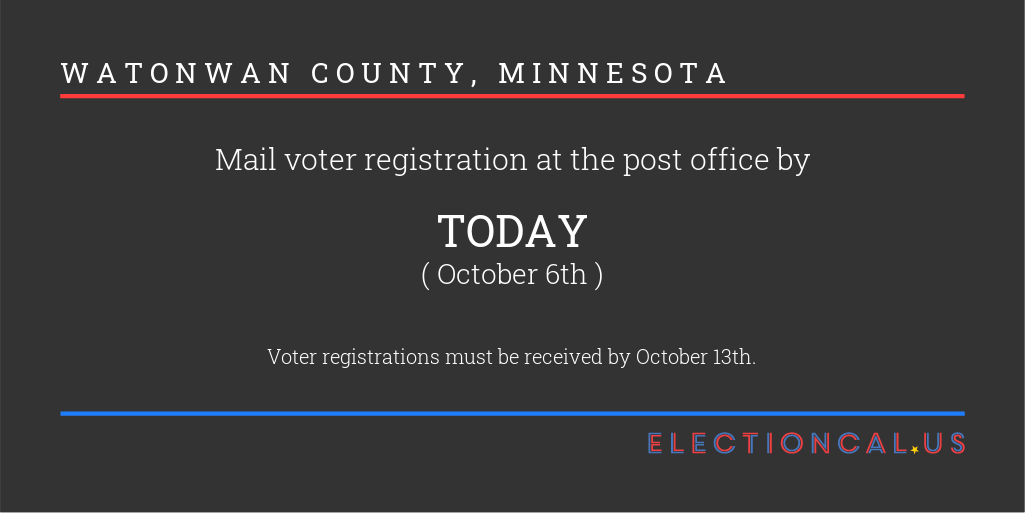 WATONWAN COUNTY, MINNESOTA
Mail voter registration at the post office by
TODAY
( October 6th )
Voter registrations must be received by October 13th.
ELECTIONCAL.US